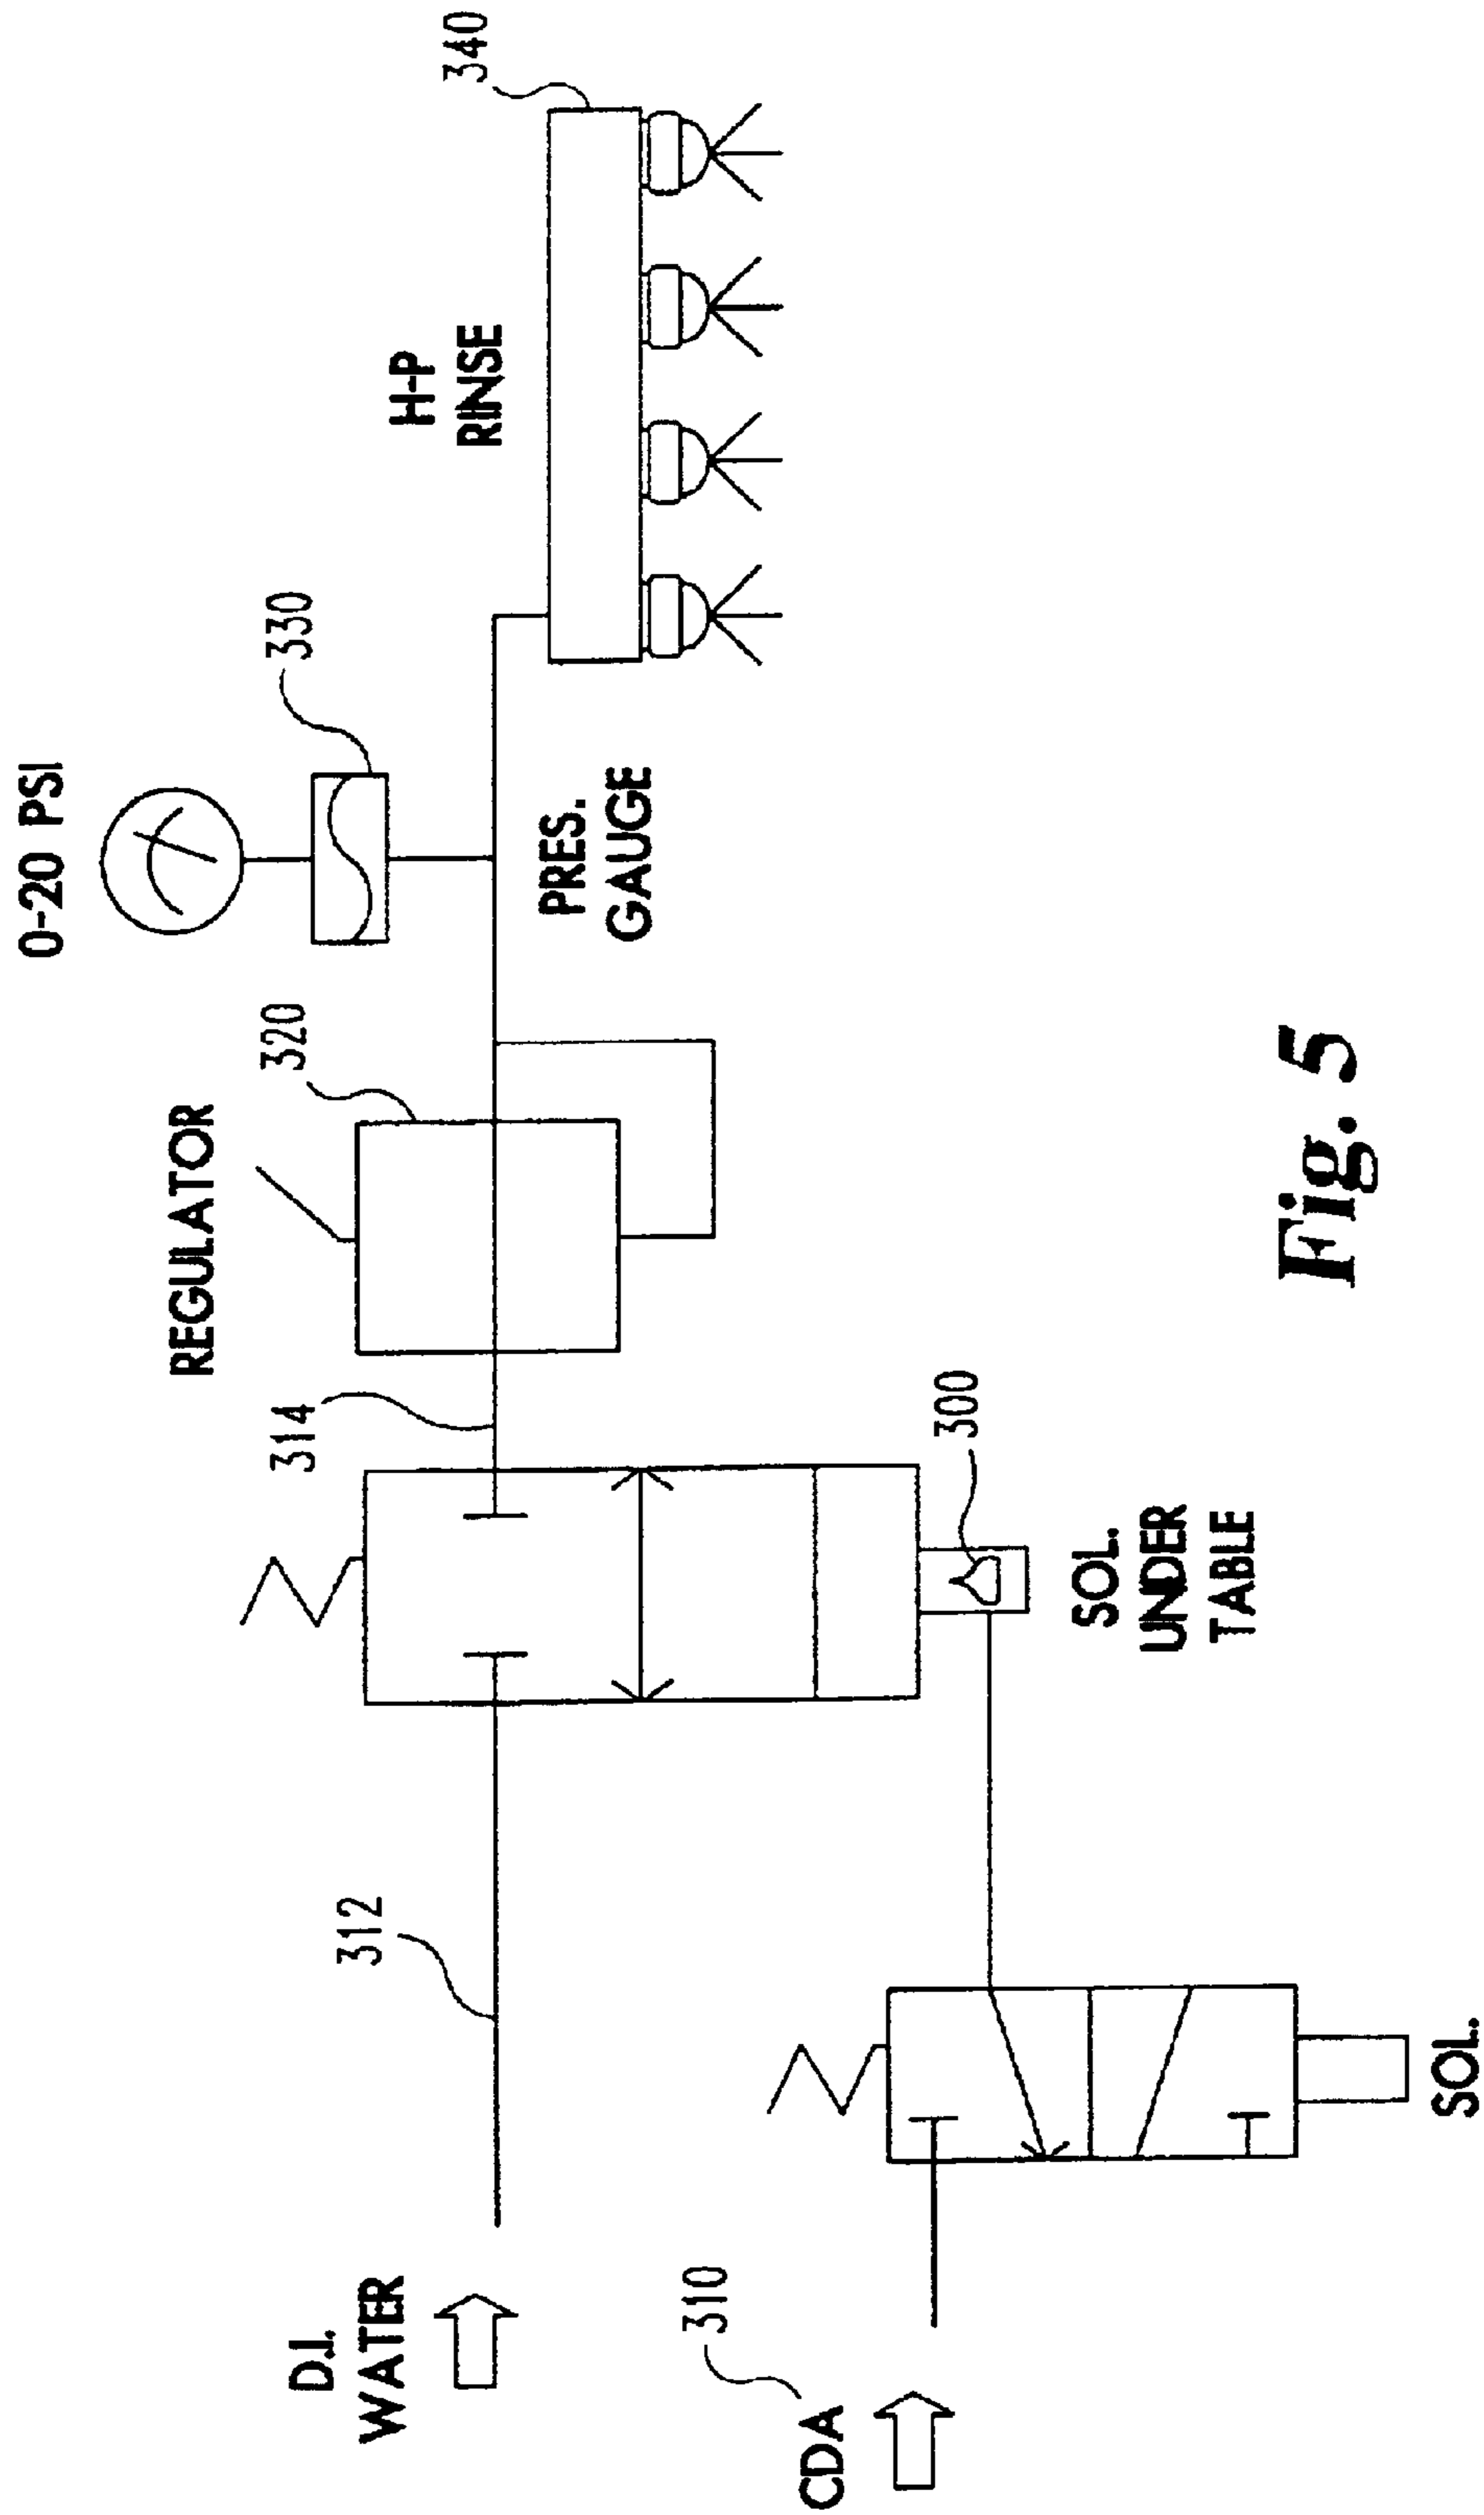 0-20 PSI
330
340
H-P
RINSE
REGULATOR
320
314
PRES.
GAUGE
D.I.
WATER
312
300
SOL.
UNDER
TABLE
310
CDA
SOL.
Fig. 5